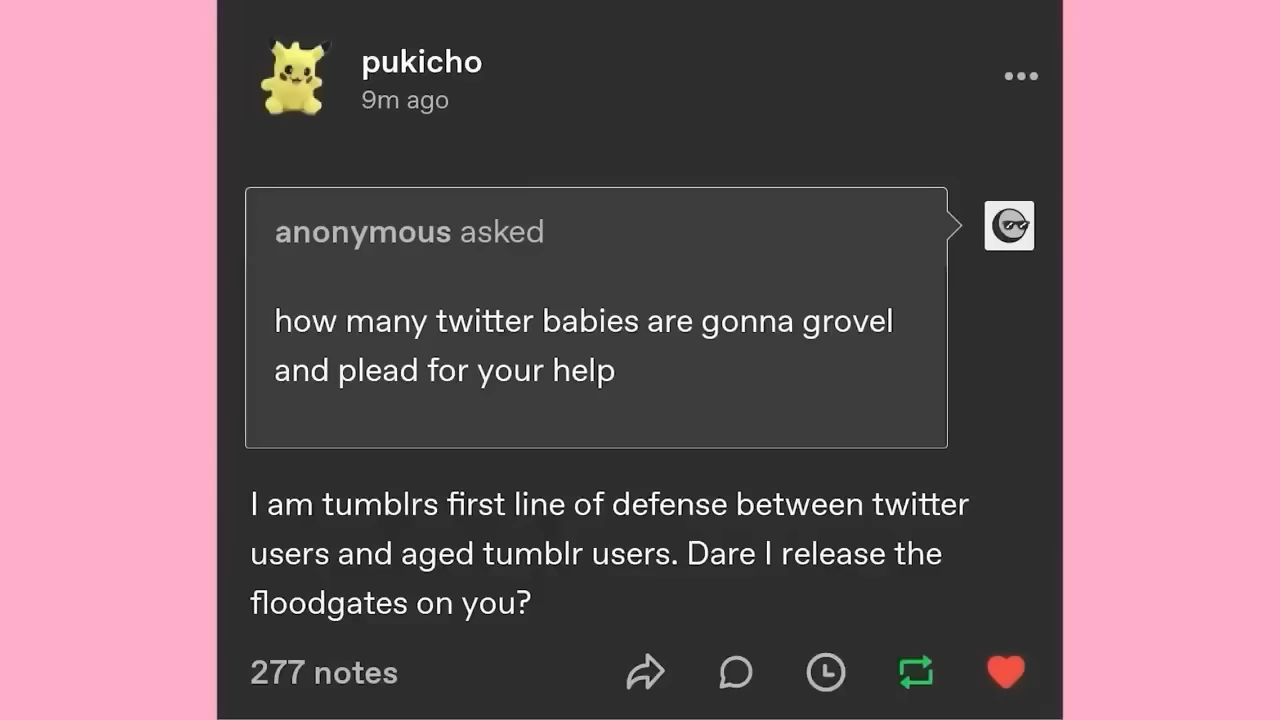 pukicho
9m ago
anonymous asked
how many twitter babies are gonna grovel
and plead for your help
I am tumblrs first line of defense between twitter
users and aged tumblr users. Dare I release the
floodgates on you?
277 notes